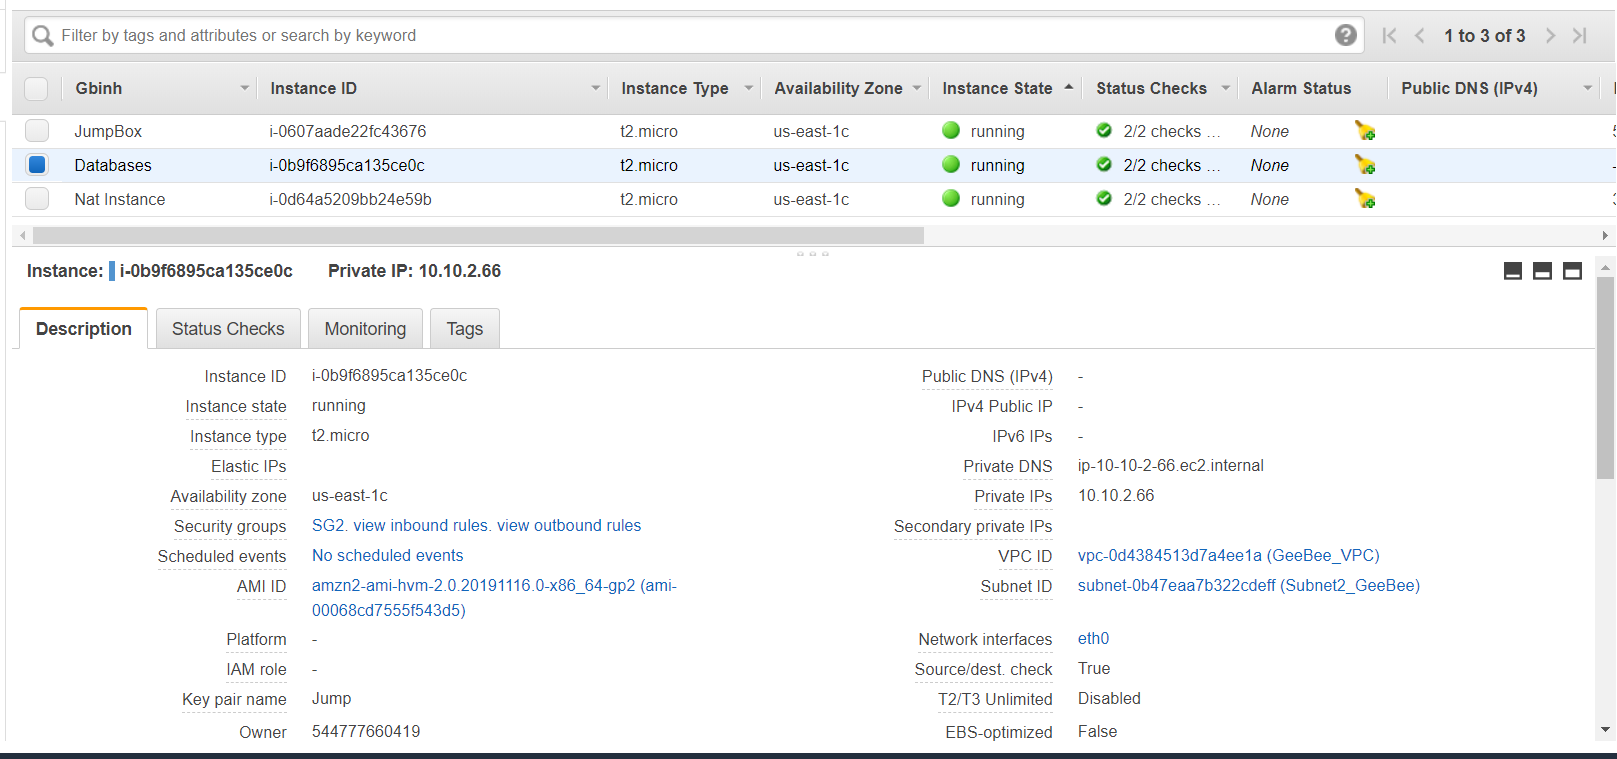 Filter by tags and attributes or search by keyword
1 to 3 of 3
Gbinh Instance ID Instance Type Availability Zone Instance State Status Checks Alarm Status Public DNS (IPv4)
JumpBox i-0607aade22fc43676 t2.micro us-east-1c running 2/2 checks ... None
Databases i-0b9f6895ca135ce0c t2.micro us-east-1c running 2/2 checks ... None
Nat Instance i-0d64a5209bb24e59b t2.micro us-east-1c running 2/2 checks ... None
Instance: i-0b9f6895ca135ce0c Private IP: 10.10.2.66
Description Status Checks Monitoring Tags
Instance ID i-0b9f6895ca135ce0c Public DNS (IPv4) -
Instance state running IPv4 Public IP -
Instance type t2.micro IPv6 IPs -
Elastic IPs Private DNS ip-10-10-2-66.ec2.internal
Availability zone us-east-1c Private IPs 10.10.2.66
Security groups SG2. view inbound rules. view outbound rules Secondary private IPs
Scheduled events No scheduled events VPC ID vpc-0d4384513d7a4ee1a (GeeBee_VPC)
AMI ID amzn2-ami-hvm-2.0.20191116.0-x86_64-gp2 (ami- Subnet ID subnet-0b47eaa7b322cdeff (Subnet2_GeeBee)
00068cd7555f543d5)
Platform - Network interfaces eth0
IAM role - Source/dest. check True
Key pair name Jump T2/T3 Unlimited Disabled
Owner 544777660419 EBS-optimized False